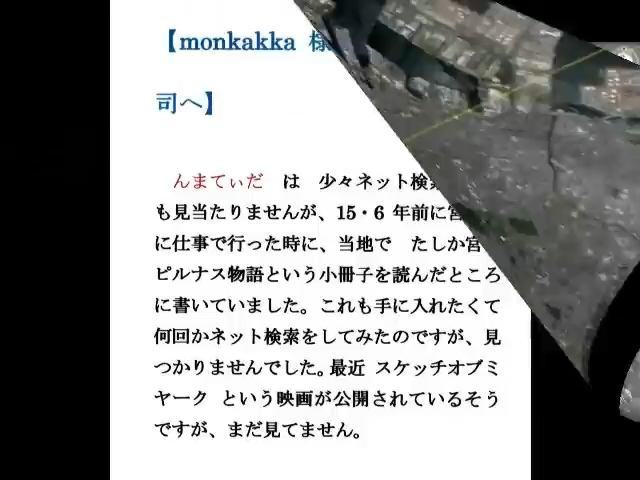 【monkakka 様
司へ】
んまてぃだ は 少々ネット検
も見当たりませんが、15・6 年前に
に仕事で行った時に、当地で たしか宮
ピルナス物語という小冊子を読んだところ
に書いていました。これも手に入れたくて
何回かネット検索をしてみたのですが、見
つかりませんでした。最近 スケッチオブミ
ヤーク という映画が公開されているそう
ですが、まだ見てません。